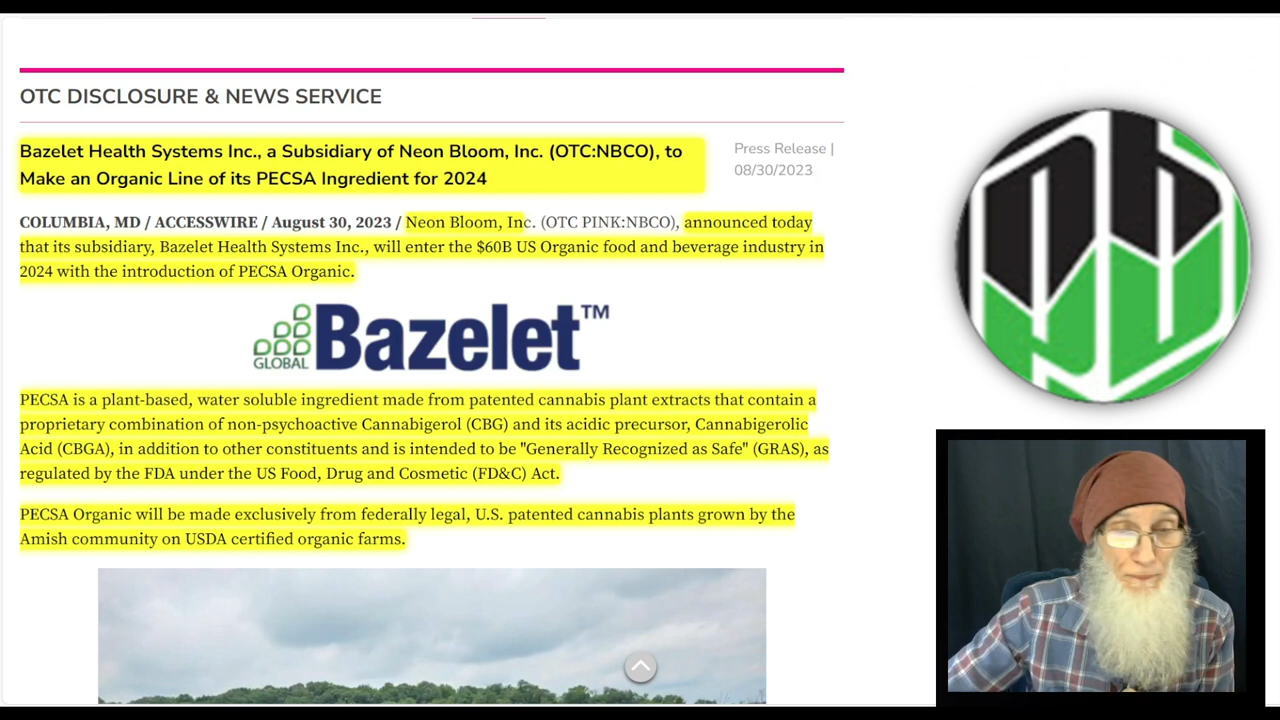 OTC DISCLOSURE & NEWS SERVICE
Bazelet Health Systems Inc., a Subsidiary of Neon Bloom, Inc. (OTC:NBCO), to
Make an Organic Line of its PECSA Ingredient for 2024
Press Release |
08/30/2023
COLUMBIA, MD / ACCESSWIRE / August 30, 2023 / Neon Bloom, Inc. (OTC PINK:NBCO), announced today
that its subsidiary, Bazelet Health Systems Inc., will enter the $60B US Organic food and beverage industry in
2024 with the introduction of PECSA Organic.
GLOBAL Bazelet™
PECSA is a plant-based, water soluble ingredient made from patented cannabis plant extracts that contain a
proprietary combination of non-psychoactive Cannabigerol (CBG) and its acidic precursor, Cannabigerolic
Acid (CBGA), in addition to other constituents and is intended to be "Generally Recognized as Safe" (GRAS), as
regulated by the FDA under the US Food, Drug and Cosmetic (FD&C) Act.
PECSA Organic will be made exclusively from federally legal, U.S. patented cannabis plants grown by the
Amish community on USDA certified organic farms.